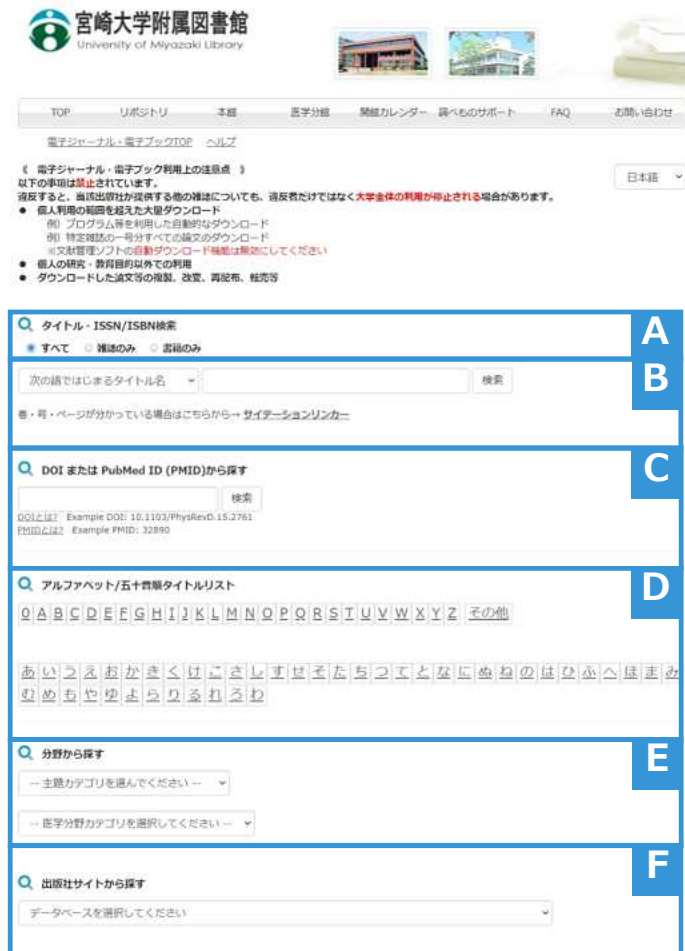 宮崎大学附属図書館
University of Miyazaki Library
TOP リポジトリ 本館 医学分館 開館カレンダー 調べものサポート FAQ お問い合わせ
電子ジャーナル・電子ブックTOP ヘルプ
《 電子ジャーナル・電子ブック利用上の注意点 》
日本語
以下の事項は禁止されています。
違反すると、当該出版社が提供する他の雑誌についても、違反者だけではなく大学全体の利用が停止される場合があります。
● 個人利用の範囲を超えた大量ダウンロード
例）プログラム等を利用した自動的なダウンロード
例）特定雑誌の一号分すべての論文のダウンロード
※文献管理ソフトの自動ダウンロード機能は無効にしてください
● 個人の研究・教育目的以外での利用
● ダウンロードした論文等の複製、改変、再配布、転売等
タイトル・ISSN/ISBN検索
A
すべて 雑誌のみ 書籍のみ
B
次の語ではじまるタイトル名 検索
巻・号・ページが分かっている場合はこちらから→ サイテーションリンカー
C
DOI または PubMed ID (PMID)から探す
検索
DOIとは? Example DOI: 10.1103/PhysRevD.15.2761
PMIDとは? Example PMID: 32890
D
アルファベット/五十音順タイトルリスト
0 A B C D E F G H I J K L M N O P Q R S T U V W X Y Z その他
あ い う え お か き く け こ さ し す せ そ た ち つ て と な に ぬ ね の は ひ ふ へ ほ ま み
む め も や ゆ よ ら り る れ ろ わ
E
分野から探す
-- 主題カテゴリを選んでください --
-- 医学分野カテゴリを選択してください --
F
出版社サイトから探す
データベースを選択してください